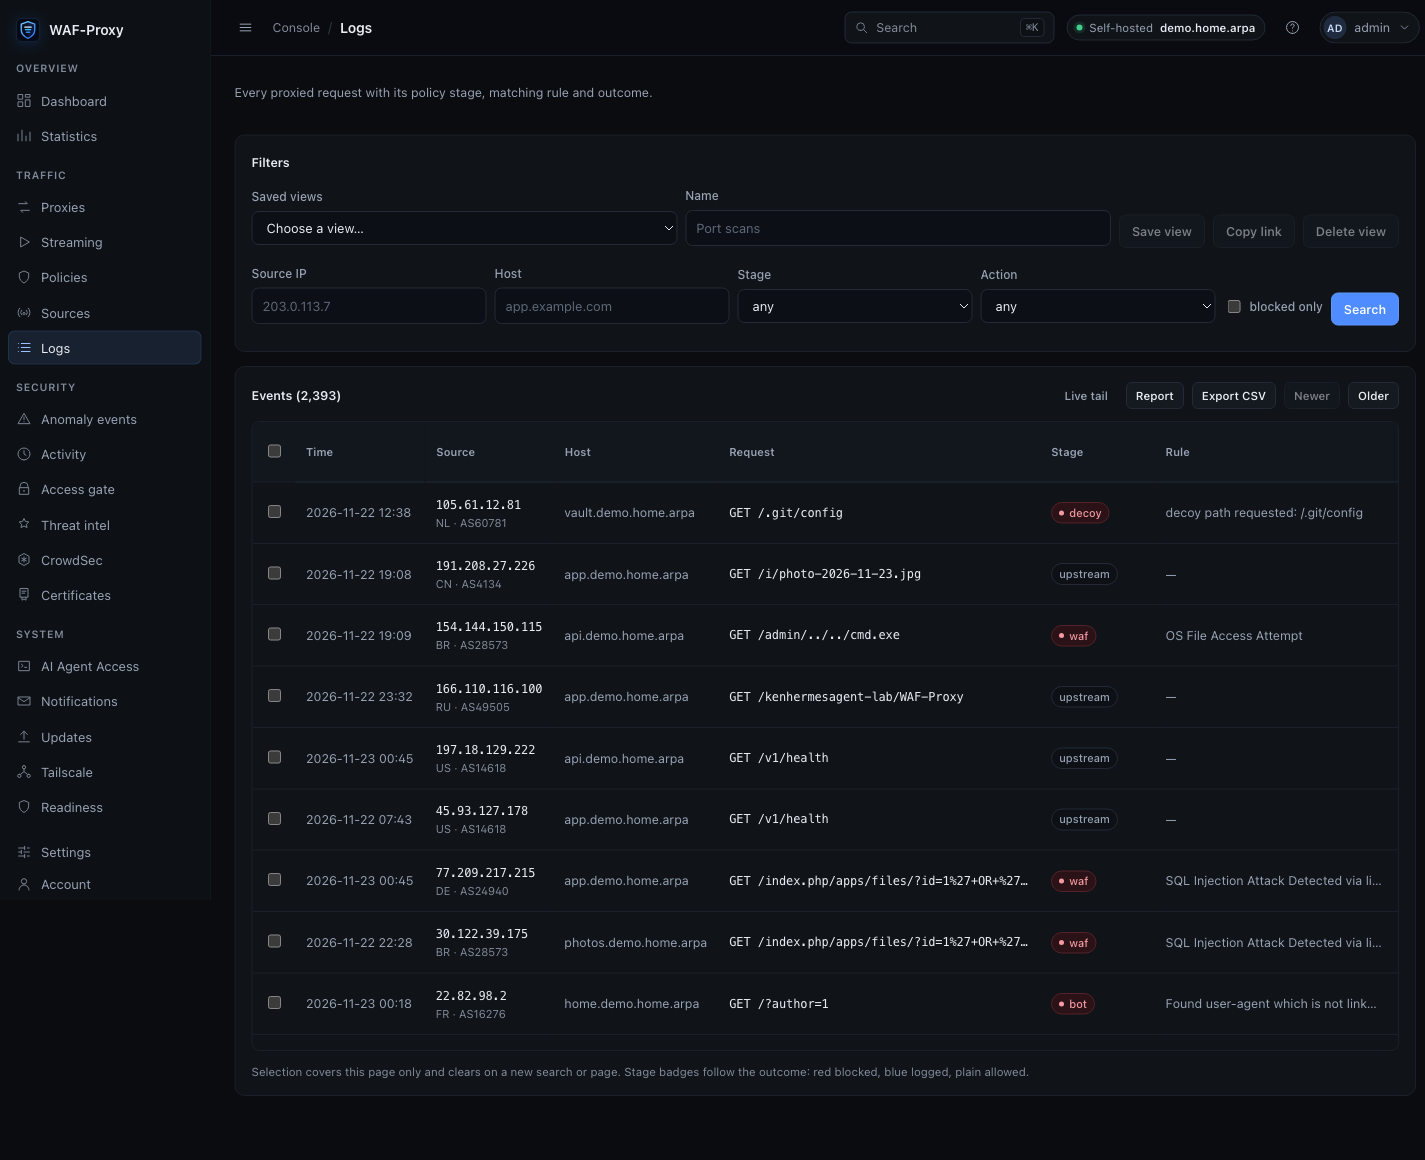 WAF-Proxy
OVERVIEW
Dashboard
Statistics
TRAFFIC
Proxies
Streaming
Policies
Sources
Logs
SECURITY
Anomaly events
Activity
Access gate
Threat intel
CrowdSec
Certificates
SYSTEM
AI Agent Access
Notifications
Updates
Tailscale
Readiness
Settings
Account
Console / Logs
Search ⌘K
Self-hosted demo.home.arpa
AD admin
Every proxied request with its policy stage, matching rule and outcome.
Filters
Saved views
Choose a view...
Name
Port scans
Save view
Copy link
Delete view
Source IP
203.0.113.7
Host
app.example.com
Stage
any
Action
any
blocked only
Search
Events (2,393)
Live tail
Report
Export CSV
Newer
Older
Time Source Host Request Stage Rule
2026-11-22 12:38 105.61.12.81 vault.demo.home.arpa GET /.git/config decoy decoy path requested: /.git/config
NL · AS60781
2026-11-22 19:08 191.208.27.226 app.demo.home.arpa GET /i/photo-2026-11-23.jpg upstream —
CN · AS4134
2026-11-22 19:09 154.144.150.115 api.demo.home.arpa GET /admin/../../cmd.exe waf OS File Access Attempt
BR · AS28573
2026-11-22 23:32 166.110.116.100 app.demo.home.arpa GET /kenhermesagent-lab/WAF-Proxy upstream —
RU · AS49505
2026-11-23 00:45 197.18.129.222 api.demo.home.arpa GET /v1/health upstream —
US · AS14618
2026-11-22 07:43 45.93.127.178 app.demo.home.arpa GET /v1/health upstream —
US · AS14618
2026-11-23 00:45 77.209.217.215 app.demo.home.arpa GET /index.php/apps/files/?id=1%27+OR+%27... waf SQL Injection Attack Detected via li...
DE · AS24940
2026-11-22 22:28 30.122.39.175 photos.demo.home.arpa GET /index.php/apps/files/?id=1%27+OR+%27... waf SQL Injection Attack Detected via li...
BR · AS28573
2026-11-23 00:18 22.82.98.2 home.demo.home.arpa GET /?author=1 bot Found user-agent which is not link...
FR · AS16276
Selection covers this page only and clears on a new search or page. Stage badges follow the outcome: red blocked, blue logged, plain allowed.